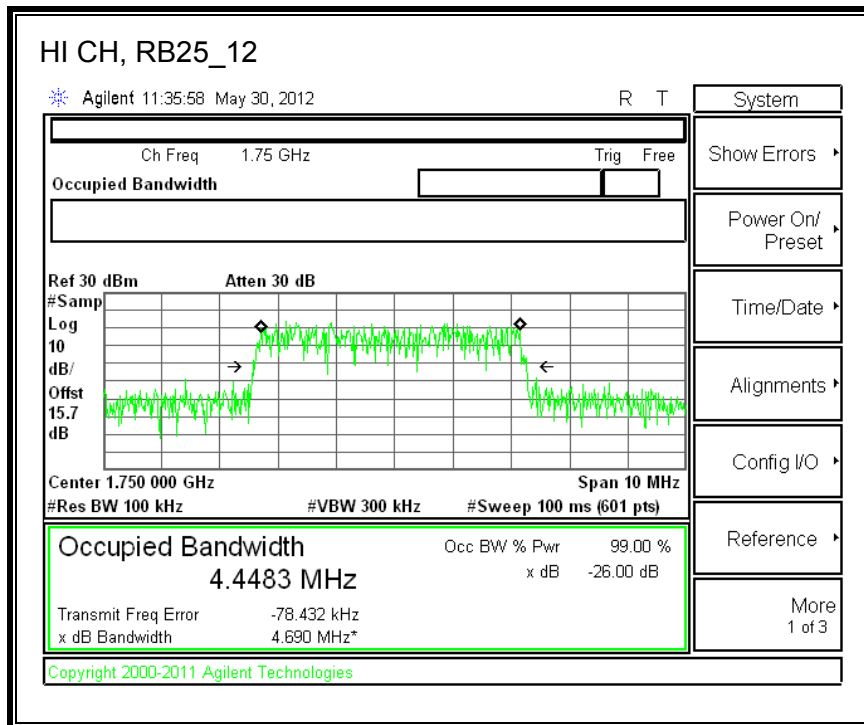 HI CH, RB25_12
Agilent 11:35:58 May 30, 2012 R T
System
Ch Freq 1.75 GHz Trig Free
Occupied Bandwidth
Show Errors
Power On/
Preset
Time/Date
Alignments
Config I/O
Reference
More
1 of 3
Ref 30 dBm Atten 30 dB
#Samp
Log
10
dB/
Offst
15.7
dB
Center 1.750 000 GHz Span 10 MHz
#Res BW 100 kHz #VBW 300 kHz #Sweep 100 ms (601 pts)
Occupied Bandwidth Occ BW % Pwr 99.00 %
4.4483 MHz x dB -26.00 dB
Transmit Freq Error -78.432 kHz
x dB Bandwidth 4.690 MHz*
Copyright 2000-2011 Agilent Technologies